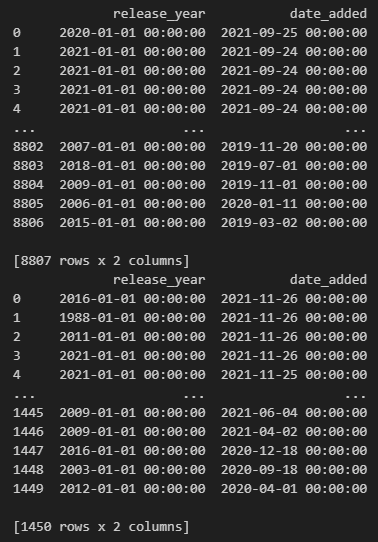 release_year date_added
0 2020-01-01 00:00:00 2021-09-25 00:00:00
1 2021-01-01 00:00:00 2021-09-24 00:00:00
2 2021-01-01 00:00:00 2021-09-24 00:00:00
3 2021-01-01 00:00:00 2021-09-24 00:00:00
4 2021-01-01 00:00:00 2021-09-24 00:00:00
... ... ...
8802 2007-01-01 00:00:00 2019-11-20 00:00:00
8803 2018-01-01 00:00:00 2019-07-01 00:00:00
8804 2009-01-01 00:00:00 2019-11-01 00:00:00
8805 2006-01-01 00:00:00 2020-01-11 00:00:00
8806 2015-01-01 00:00:00 2019-03-02 00:00:00
[8807 rows x 2 columns]
release_year date_added
0 2016-01-01 00:00:00 2021-11-26 00:00:00
1 1988-01-01 00:00:00 2021-11-26 00:00:00
2 2011-01-01 00:00:00 2021-11-26 00:00:00
3 2021-01-01 00:00:00 2021-11-26 00:00:00
4 2021-01-01 00:00:00 2021-11-25 00:00:00
... ... ...
1445 2009-01-01 00:00:00 2021-06-04 00:00:00
1446 2009-01-01 00:00:00 2021-04-02 00:00:00
1447 2016-01-01 00:00:00 2020-12-18 00:00:00
1448 2003-01-01 00:00:00 2020-09-18 00:00:00
1449 2012-01-01 00:00:00 2020-04-01 00:00:00
[1450 rows x 2 columns]